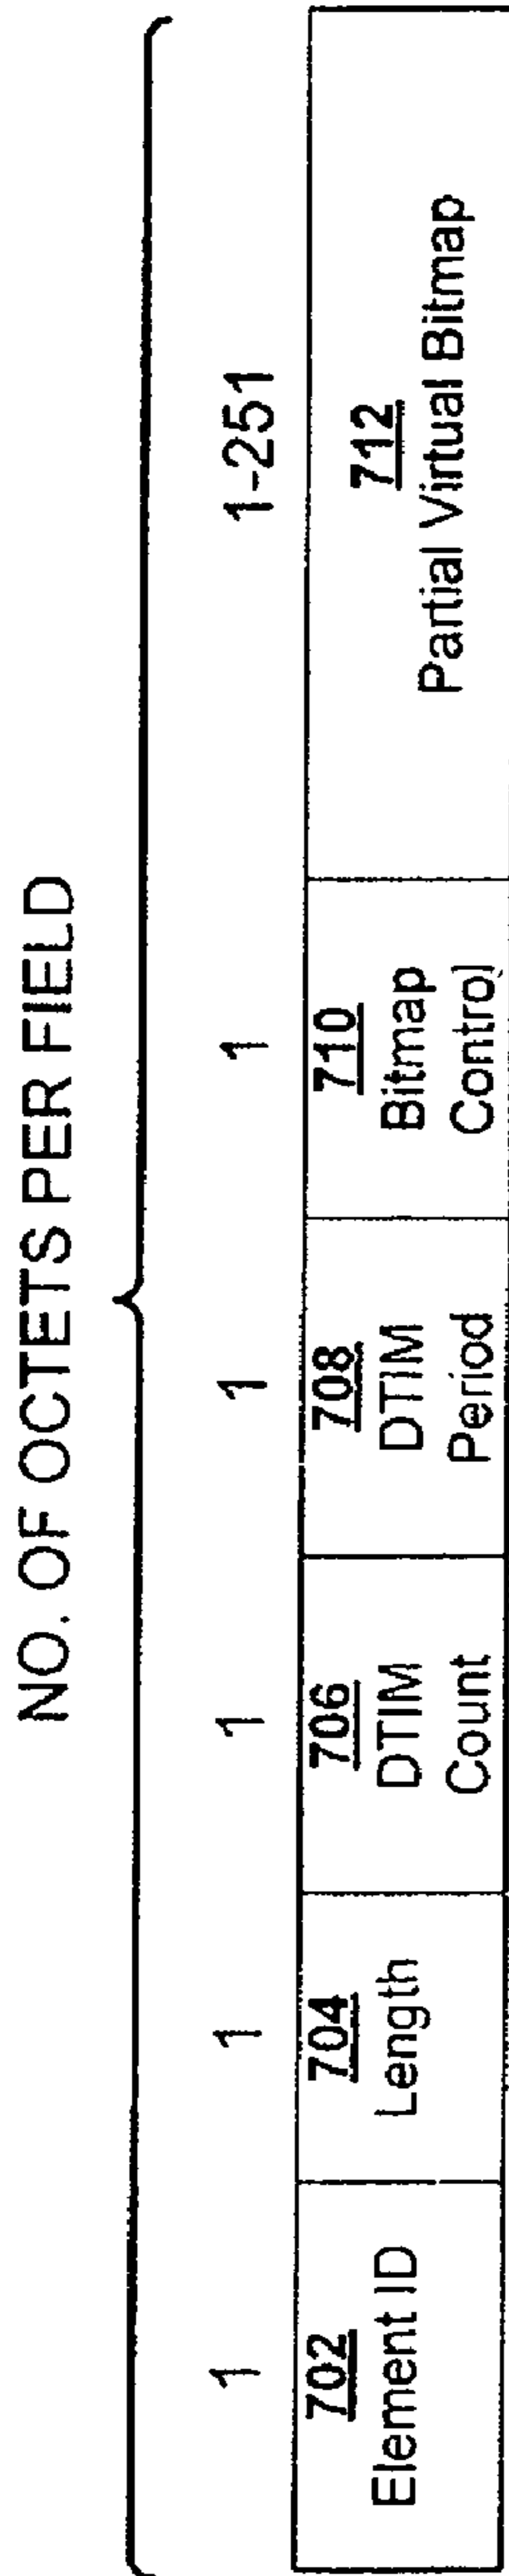 NO. OF OCTETS PER FIELD
1 1 1 1 1 1-251
702 704 706 708 710 712
Element ID Length DTIM DTIM Bitmap Partial Virtual Bitmap
Count Period Control